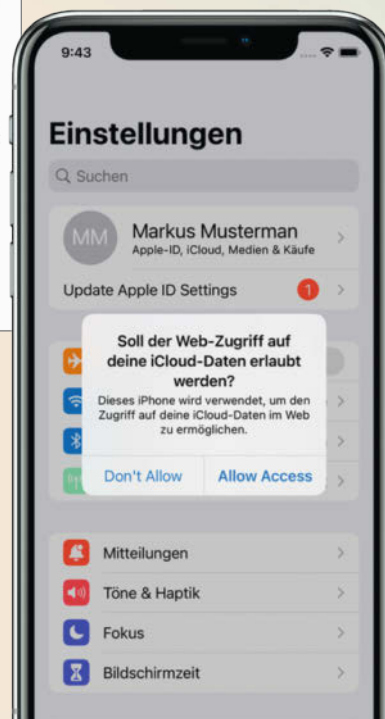 9:43
Einstellungen
Suchen
MM
Markus Musterman
Apple-ID, iCloud, Medien & Käufe
Update Apple ID Settings
1
Soll der Web-Zugriff auf
deine iCloud-Daten erlaubt
werden?
Dieses iPhone wird verwendet, um den
Zugriff auf deine iCloud-Daten im Web
zu ermöglichen.
Don't Allow
Allow Access
Mitteilungen
Töne & Haptik
Fokus
Bildschirmzeit